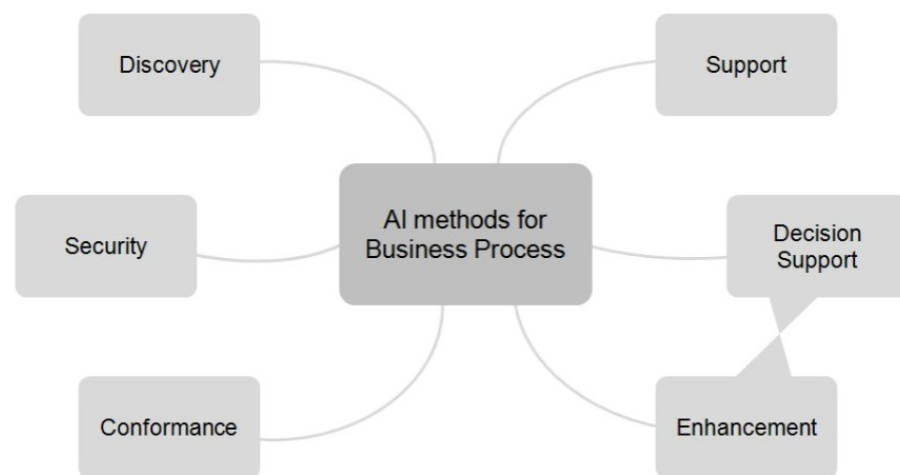 Discovery
Support
AI methods for
Business Process
Security
Decision
Support
Conformance
Enhancement